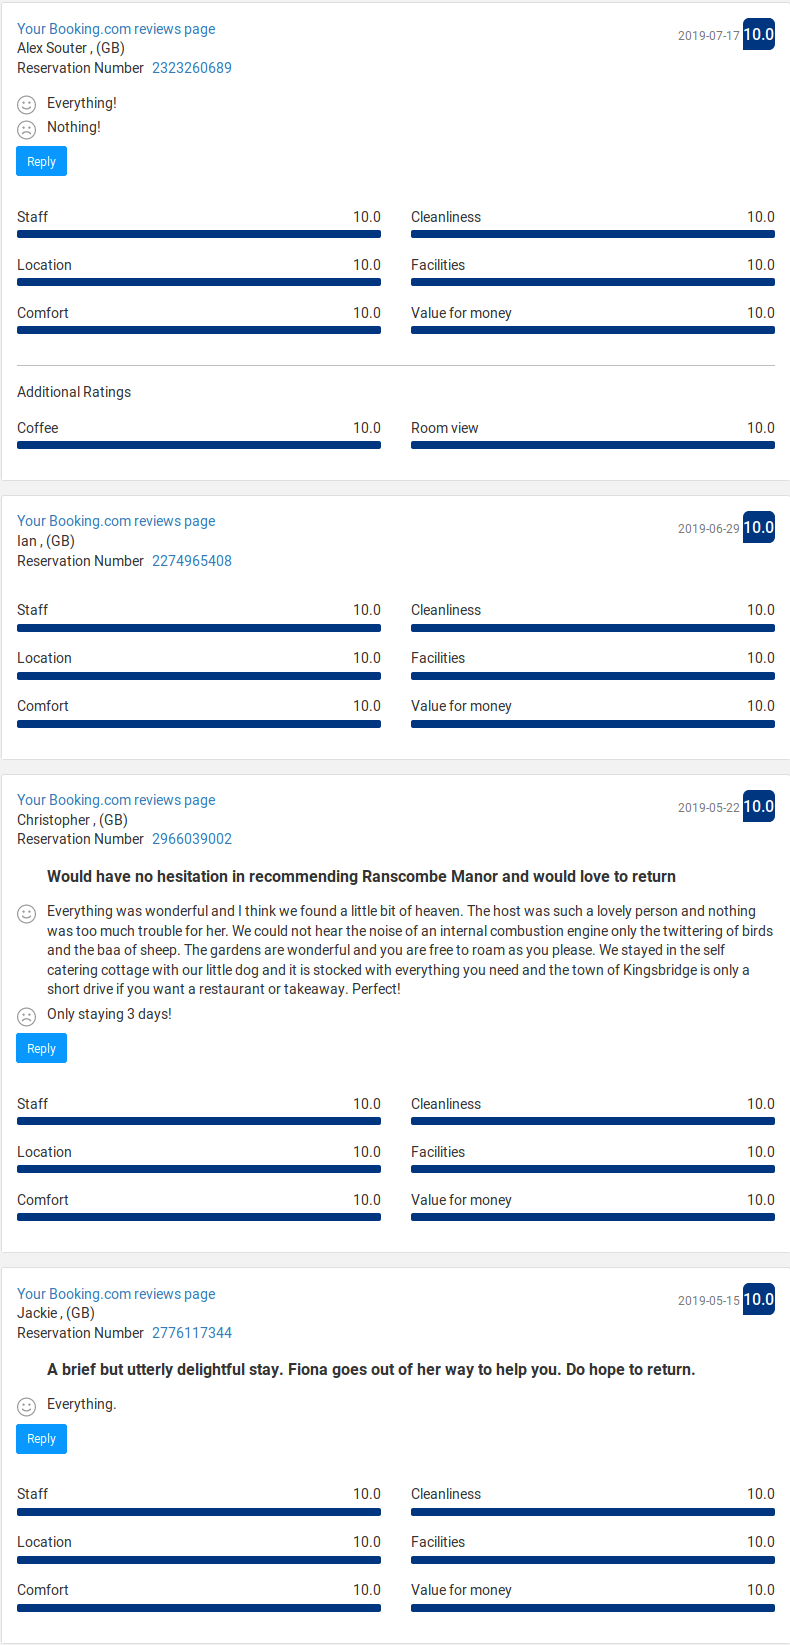 Your Booking.com reviews page
2019-07-17 10.0
Alex Souter , (GB)
Reservation Number 2323260689
Everything!
Nothing!
Reply
Staff 10.0 Cleanliness 10.0
Location 10.0 Facilities 10.0
Comfort 10.0 Value for money 10.0
Additional Ratings
Coffee 10.0 Room view 10.0
Your Booking.com reviews page
2019-06-29 10.0
Ian , (GB)
Reservation Number 2274965408
Staff 10.0 Cleanliness 10.0
Location 10.0 Facilities 10.0
Comfort 10.0 Value for money 10.0
Your Booking.com reviews page
2019-05-22 10.0
Christopher , (GB)
Reservation Number 2966039002
Would have no hesitation in recommending Ranscombe Manor and would love to return
Everything was wonderful and I think we found a little bit of heaven. The host was such a lovely person and nothing
was too much trouble for her. We could not hear the noise of an internal combustion engine only the twittering of birds
and the baa of sheep. The gardens are wonderful and you are free to roam as you please. We stayed in the self
catering cottage with our little dog and it is stocked with everything you need and the town of Kingsbridge is only a
short drive if you want a restaurant or takeaway. Perfect!
Only staying 3 days!
Reply
Staff 10.0 Cleanliness 10.0
Location 10.0 Facilities 10.0
Comfort 10.0 Value for money 10.0
Your Booking.com reviews page
2019-05-15 10.0
Jackie , (GB)
Reservation Number 2776117344
A brief but utterly delightful stay. Fiona goes out of her way to help you. Do hope to return.
Everything.
Reply
Staff 10.0 Cleanliness 10.0
Location 10.0 Facilities 10.0
Comfort 10.0 Value for money 10.0